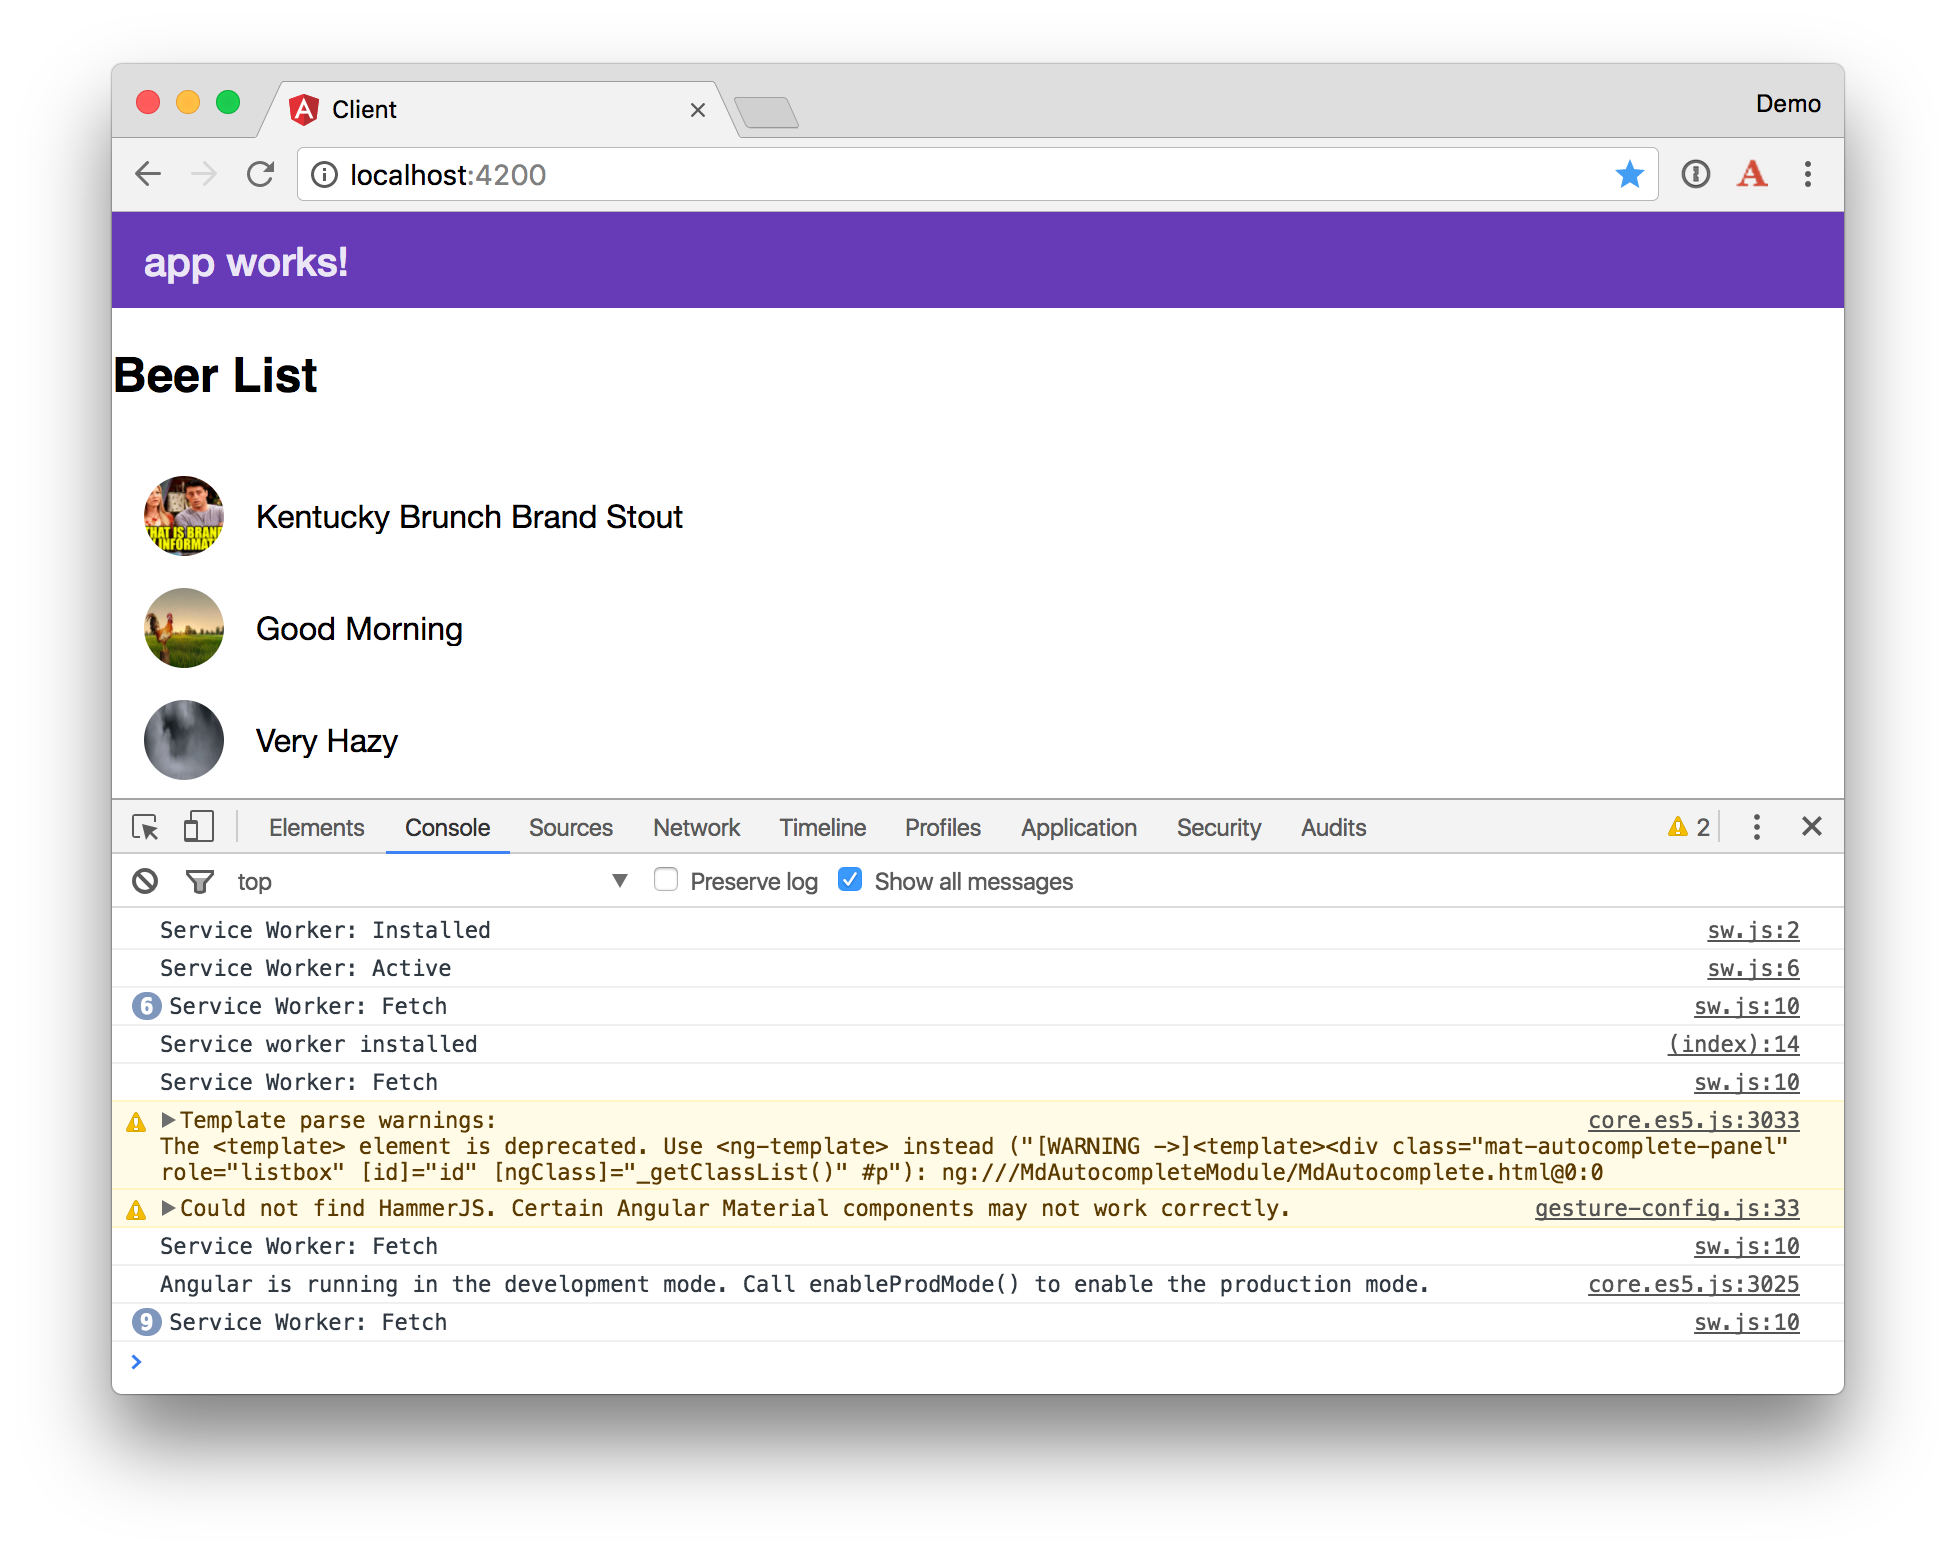 Client
Demo
localhost:4200
app works!
Beer List
Kentucky Brunch Brand Stout
Good Morning
Very Hazy
Elements Console Sources Network Timeline Profiles Application Security Audits 2
top Preserve log Show all messages
Service Worker: Installed sw.js:2
Service Worker: Active sw.js:6
6 Service Worker: Fetch sw.js:10
Service worker installed (index):14
Service Worker: Fetch sw.js:10
Template parse warnings: core.es5.js:3033
The <template> element is deprecated. Use <ng-template> instead ("[WARNING ->]<template><div class="mat-autocomplete-panel"
role="listbox" [id]="id" [ngClass]="_getClassList()" #p"): ng:///MdAutocompleteModule/MdAutocomplete.html@0:0
Could not find HammerJS. Certain Angular Material components may not work correctly. gesture-config.js:33
Service Worker: Fetch sw.js:10
Angular is running in the development mode. Call enableProdMode() to enable the production mode. core.es5.js:3025
9 Service Worker: Fetch sw.js:10